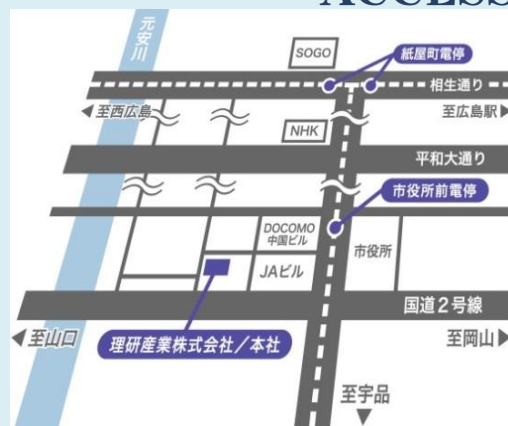 ACCESS
元安川
SOGO
紙屋町電停
相生通り
◀至西広島
至広島駅▶
NHK
平和大通り
市役所前電停
DOCOMO
中国ビル
市役所
JAビル
国道2号線
◀至山口
理研産業株式会社/本社
至岡山▶
至宇品
▼